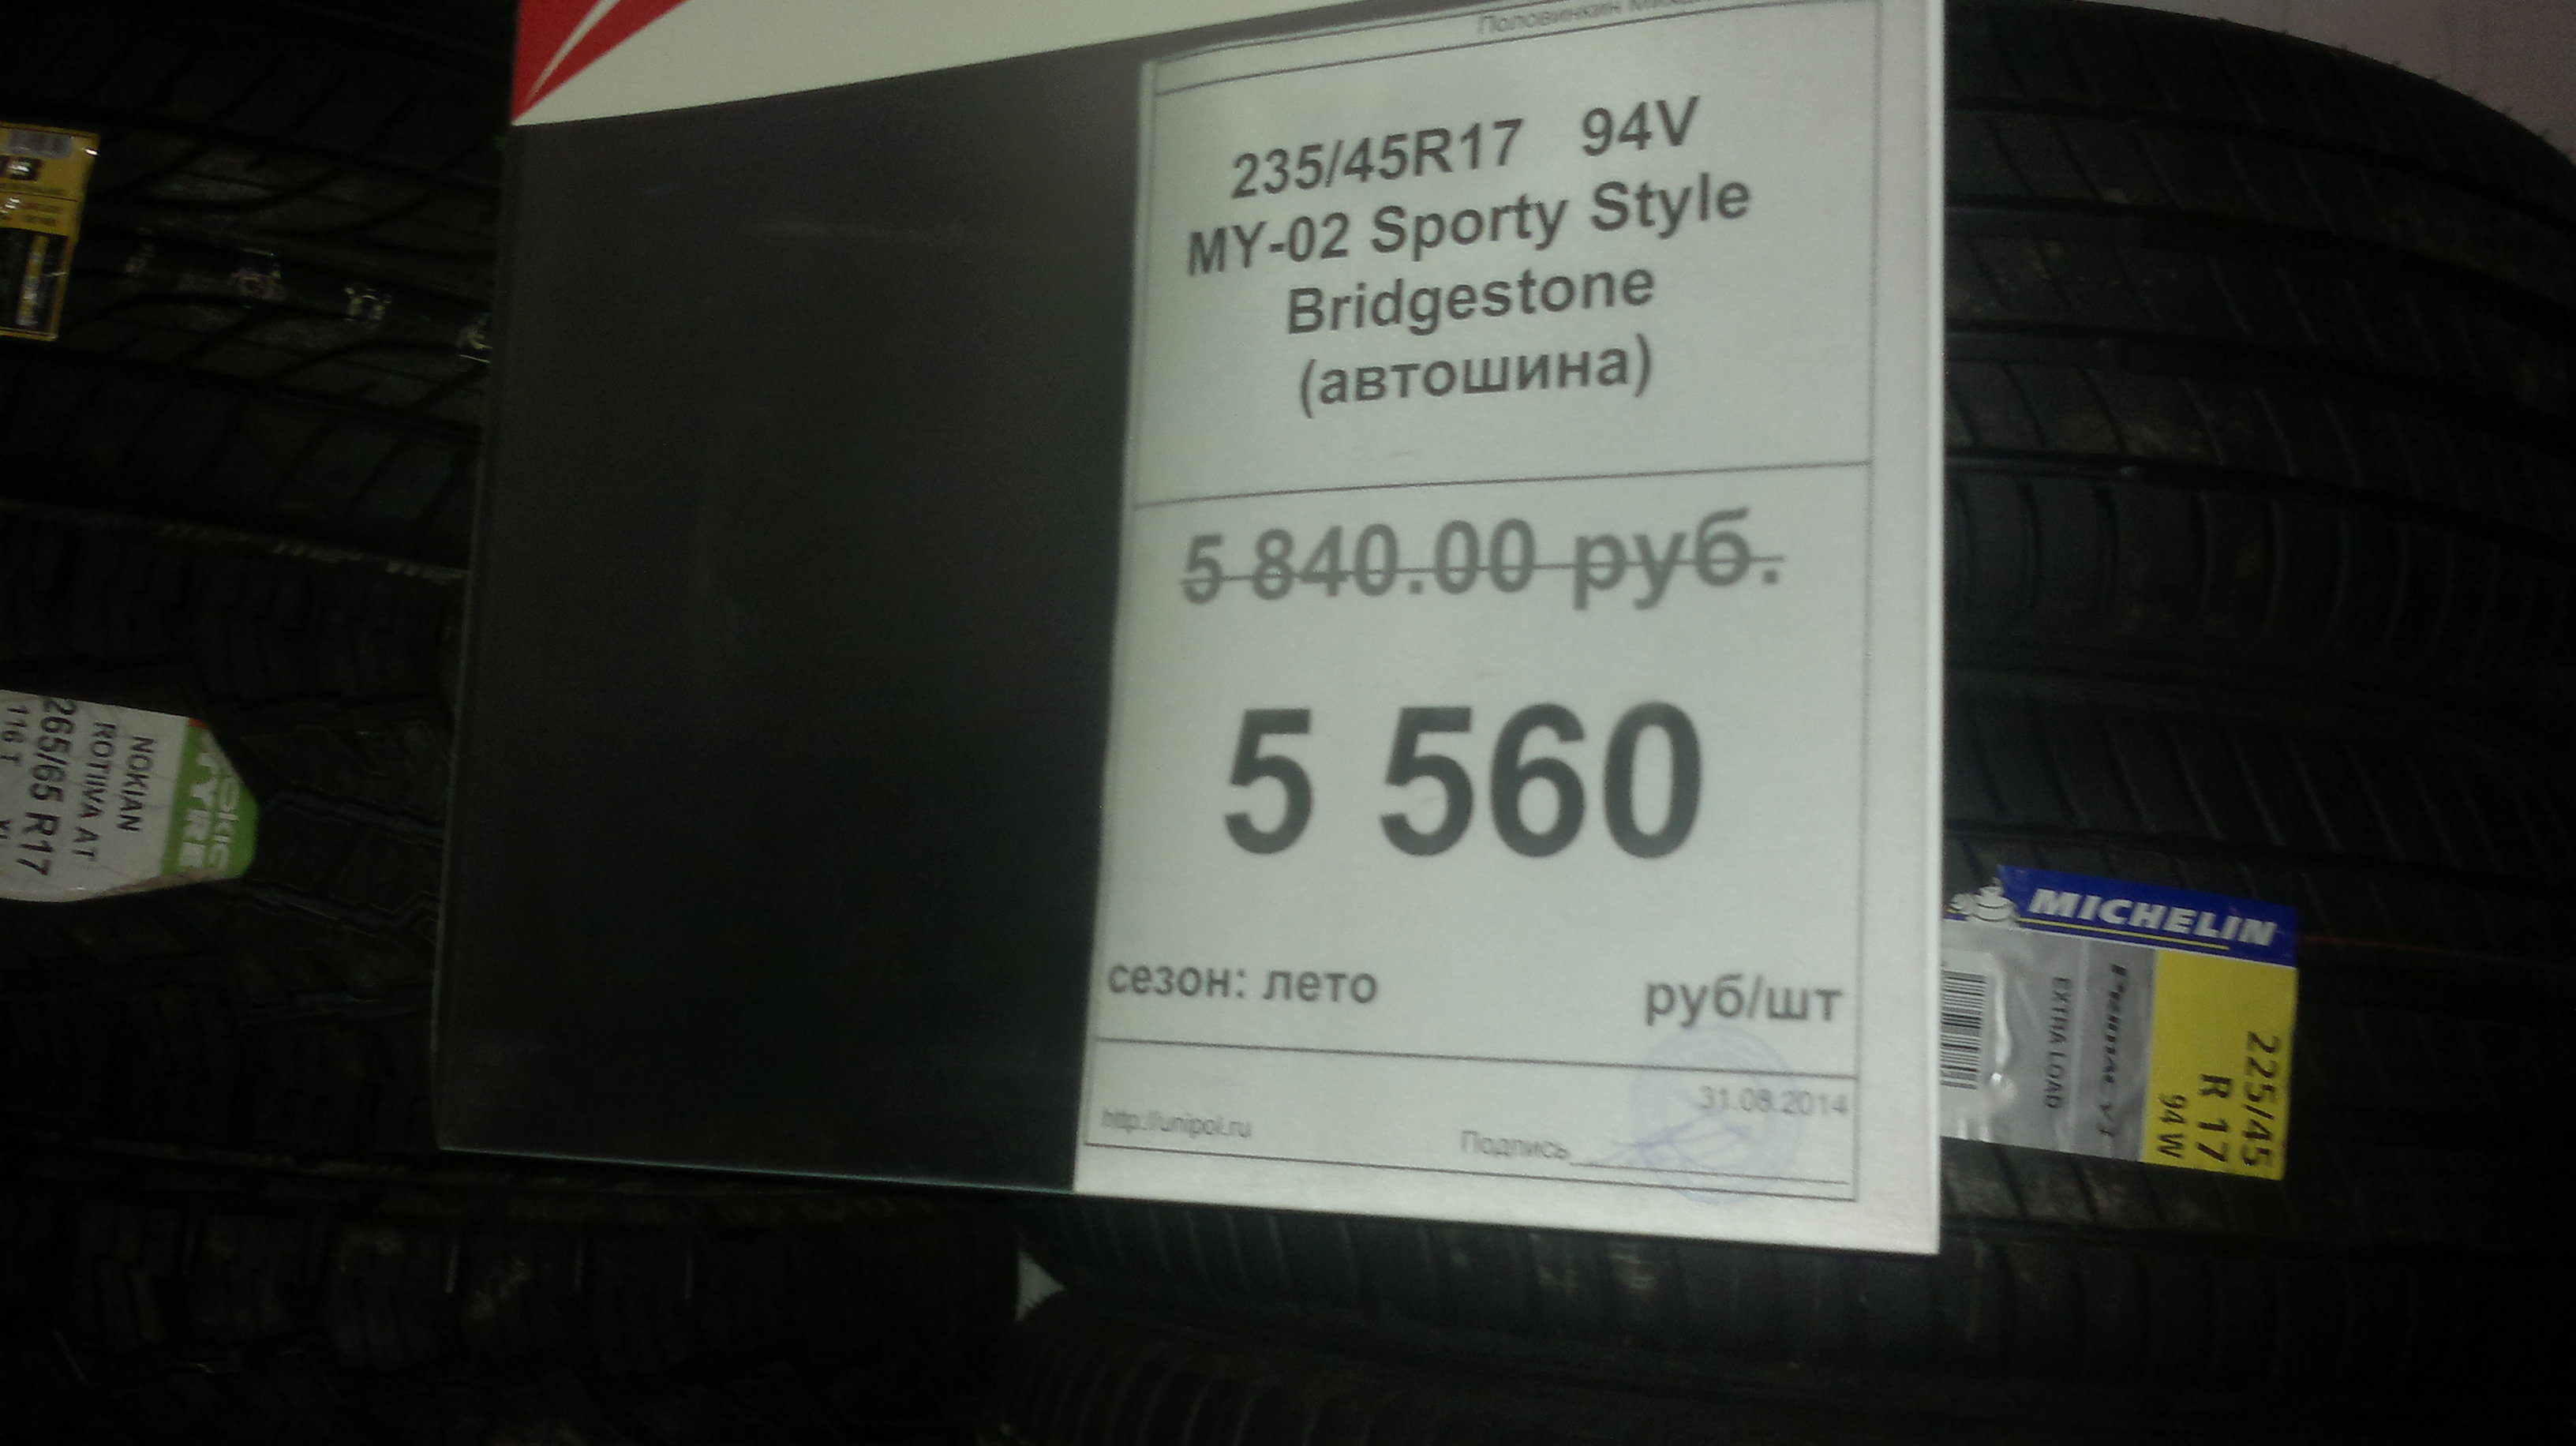 Половинкин
235/45R17 94V
MY-02 Sporty Style
Bridgestone
(автошина)
5 840.00 руб.
5 560
сезон: лето руб/шт
31.08.2014
http://unipol.ru
Подпись
NOKIAN
ROTIIVA AT
265/65 R17
116 T
MICHELIN
EXTRA LOAD
225/45
R 17
94 W